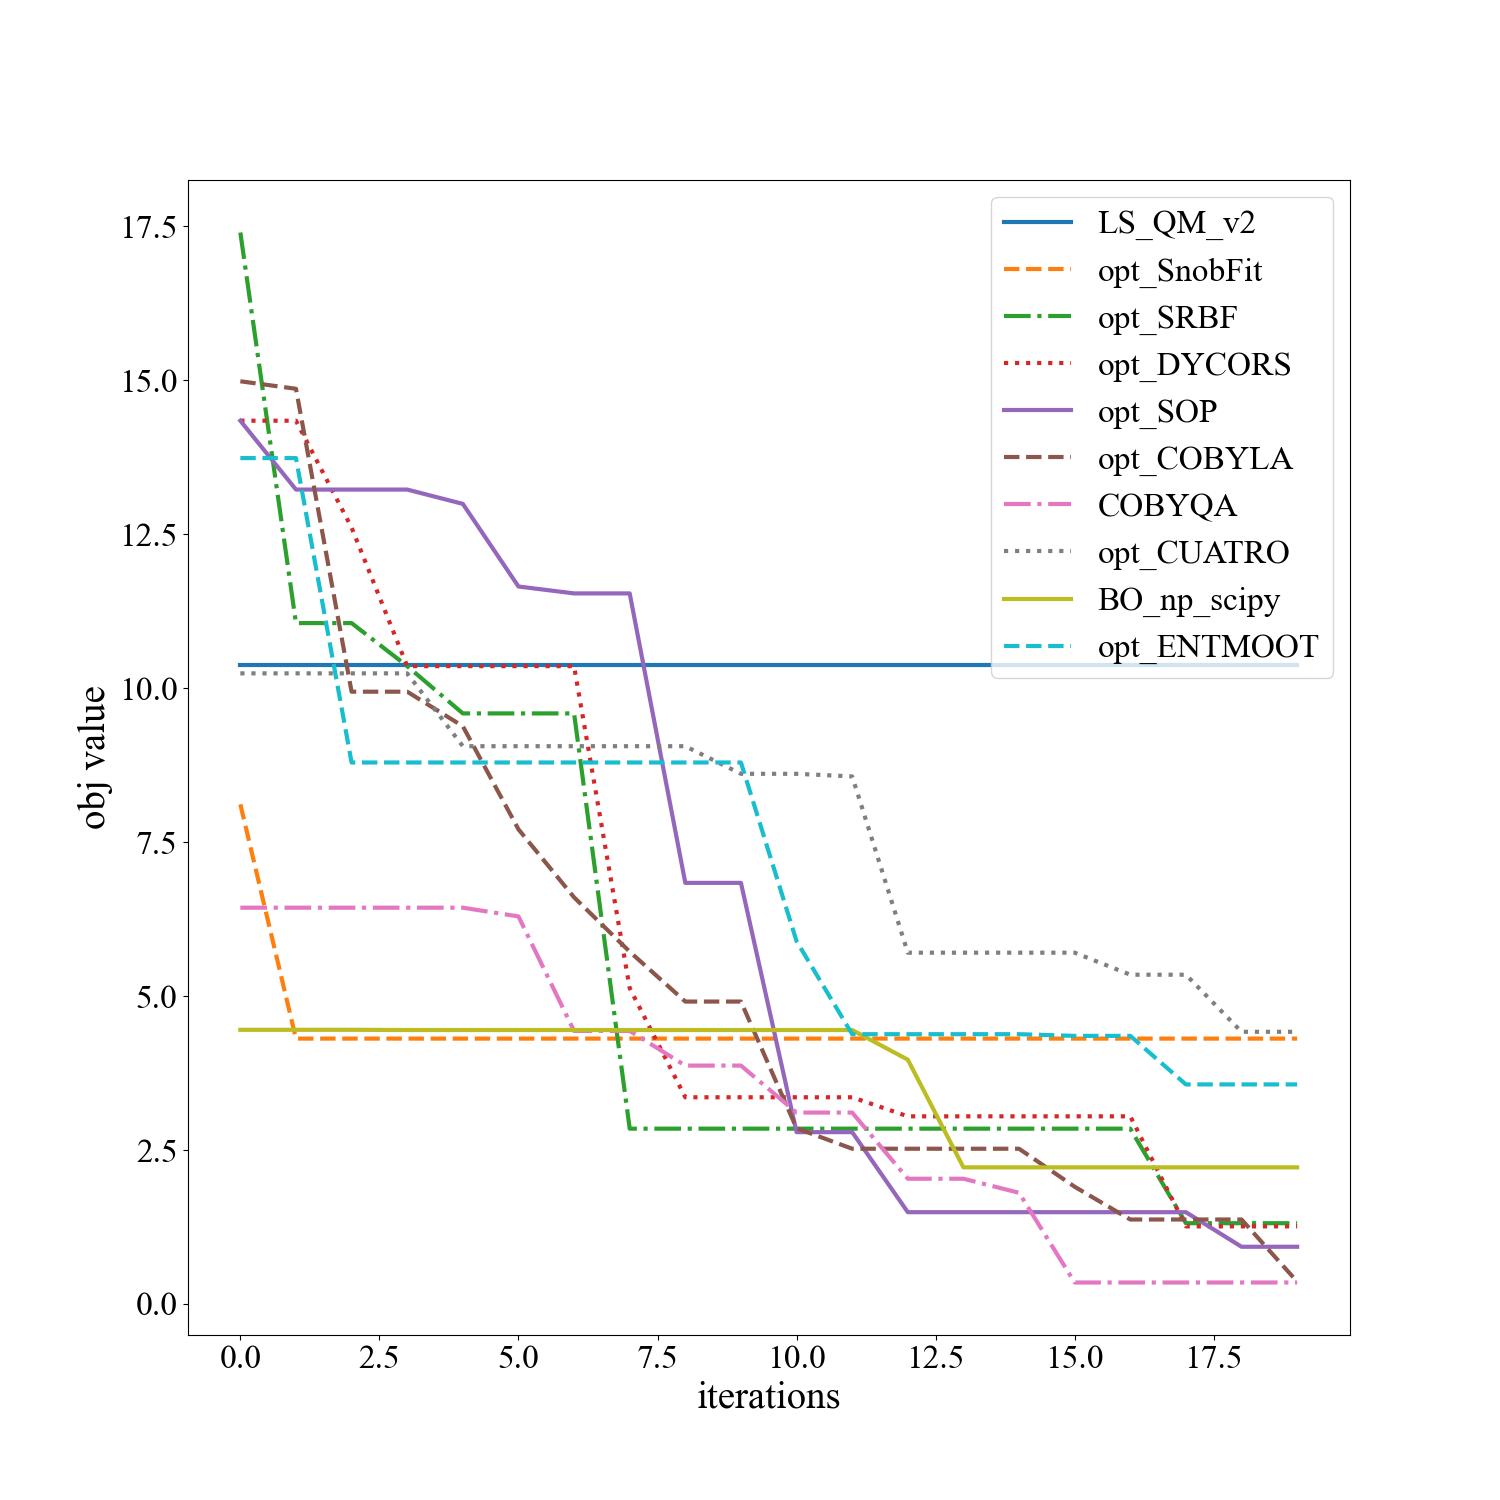 17.5
15.0
12.5
10.0
7.5
5.0
2.5
0.0
obj value
LS_QM_v2
opt_SnobFit
opt_SRBF
opt_DYCORS
opt_SOP
opt_COBYLA
COBYQA
opt_CUATRO
BO_np_scipy
opt_ENTMOOT
0.0 2.5 5.0 7.5 10.0 12.5 15.0 17.5
iterations